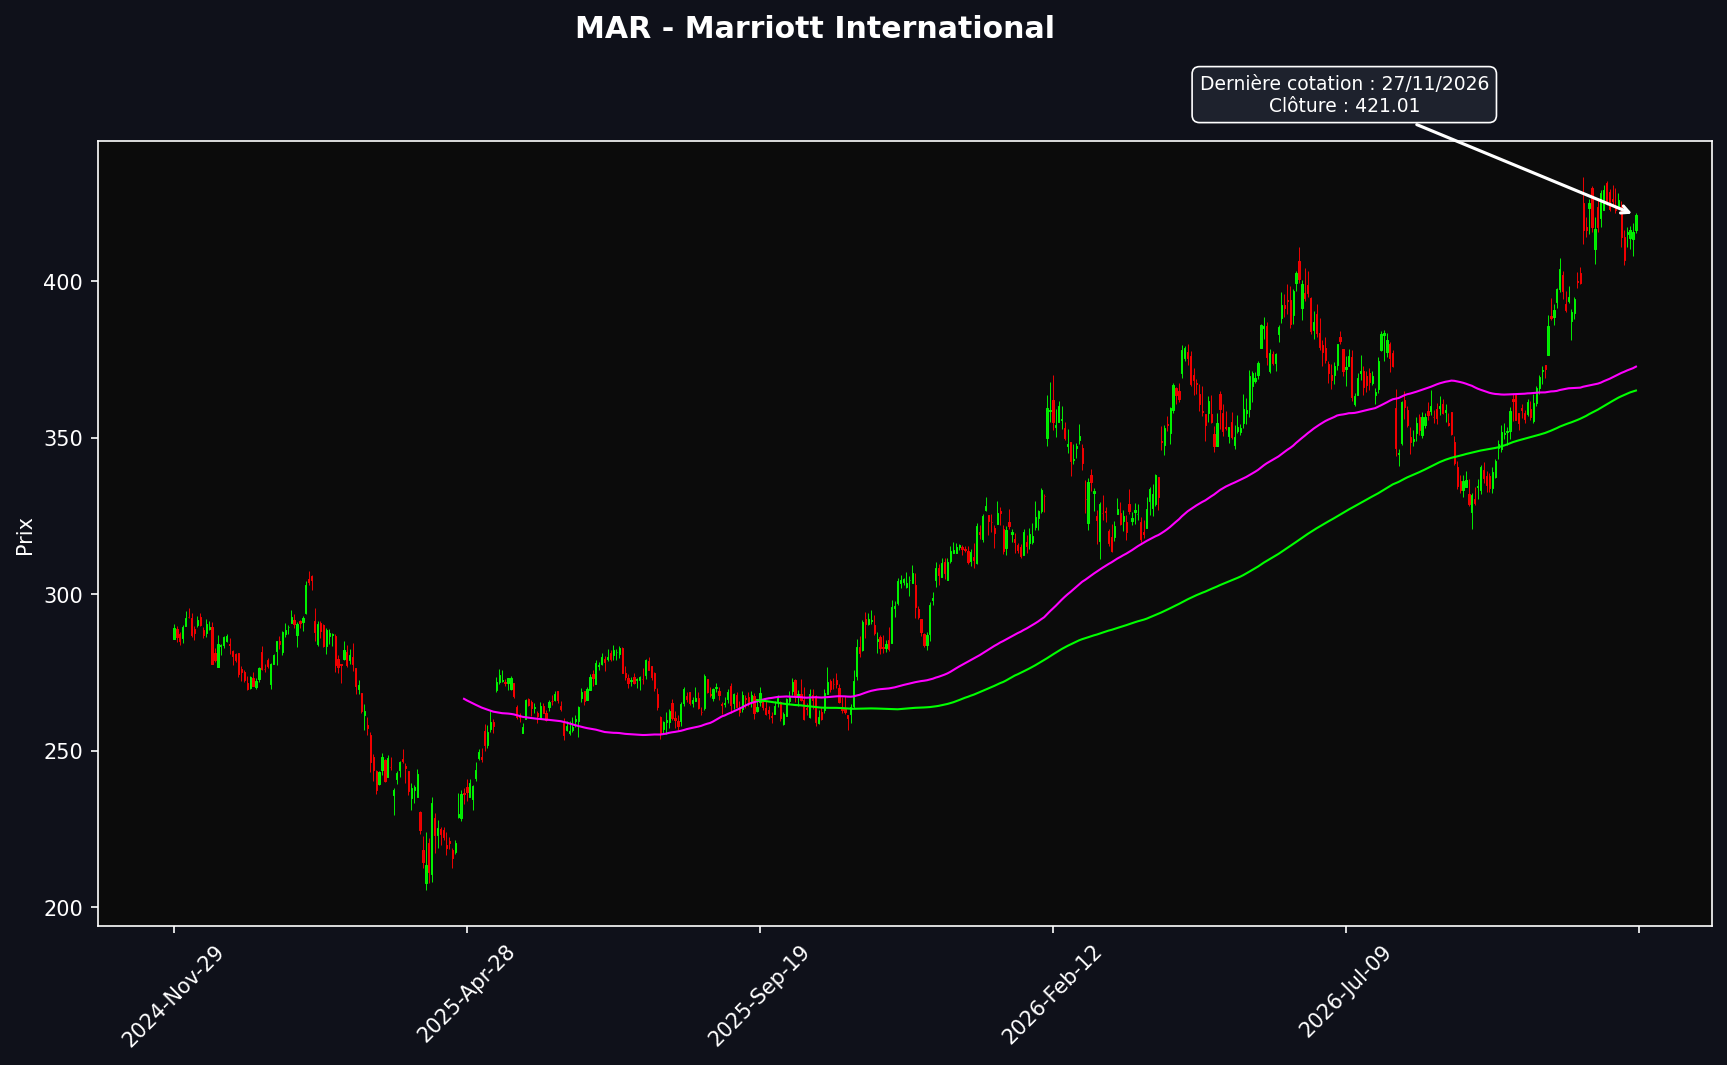 MAR - Marriott International
Dernière cotation : 27/11/2026
Clôture : 421.01
Prix
400
350
300
250
200
2024-Nov-29
2025-Apr-28
2025-Sep-19
2026-Feb-12
2026-Jul-09